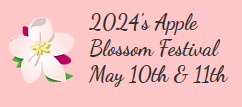 2024's Apple
Blossom Festival
May 10th & 11th